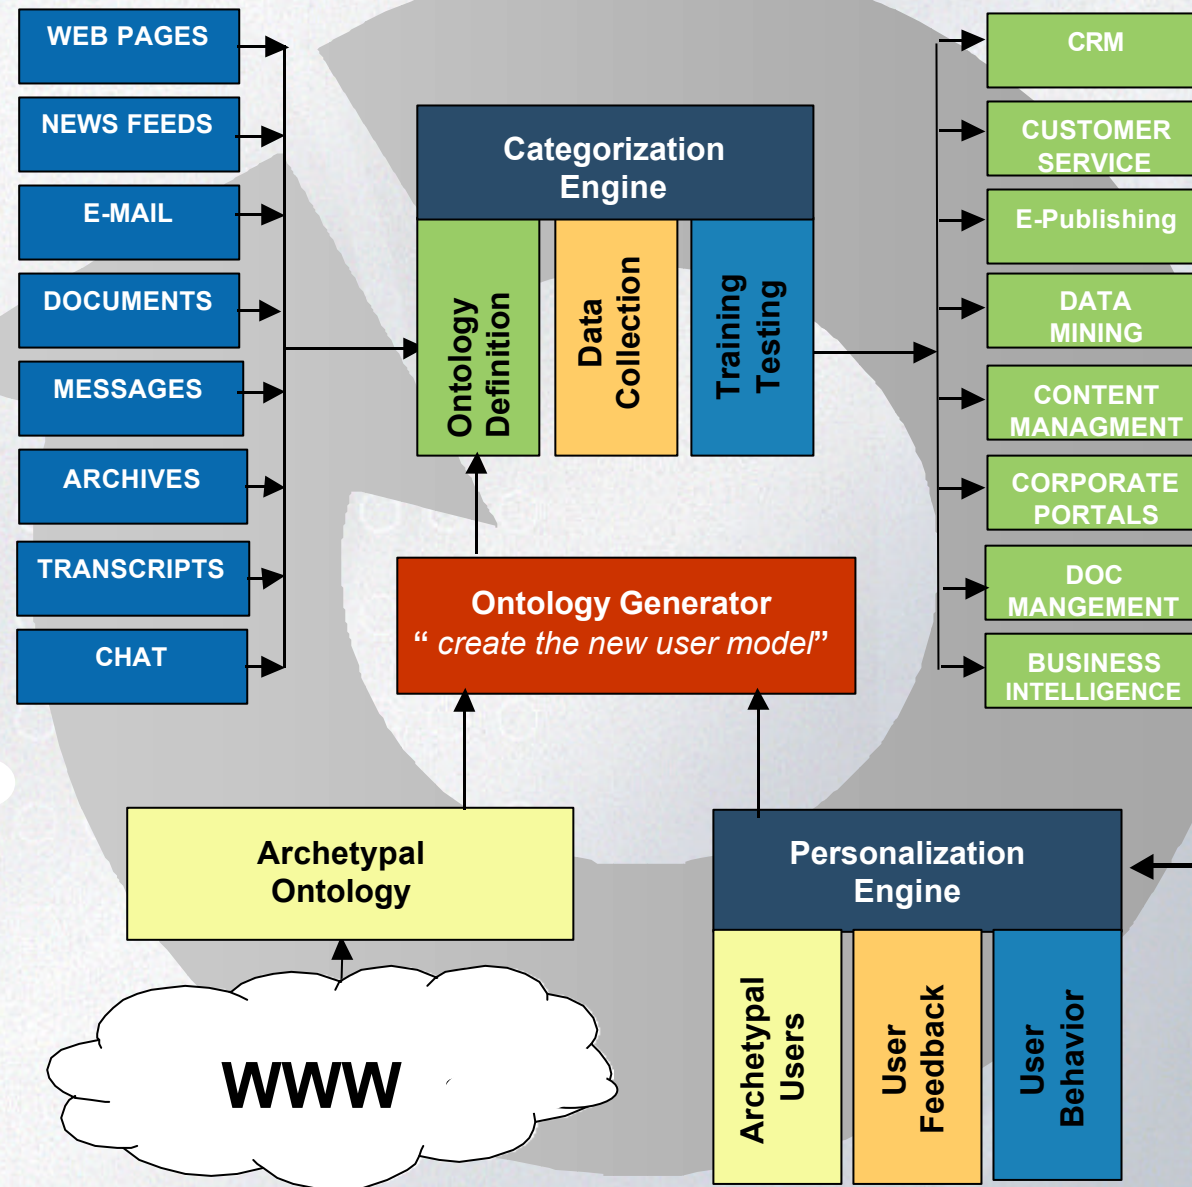 WEB PAGES
NEWS FEEDS
E-MAIL
DOCUMENTS
MESSAGES
ARCHIVES
TRANSCRIPTS
CHAT
Categorization
Engine
Ontology
Definition
Data
Collection
Training
Testing
Ontology Generator
“ create the new user model”
Archetypal
Ontology
WWW
Personalization
Engine
Archetypal
Users
User
Feedback
User
Behavior
CRM
CUSTOMER
SERVICE
E-Publishing
DATA
MINING
CONTENT
MANAGMENT
CORPORATE
PORTALS
DOC
MANGEMENT
BUSINESS
INTELLIGENCE